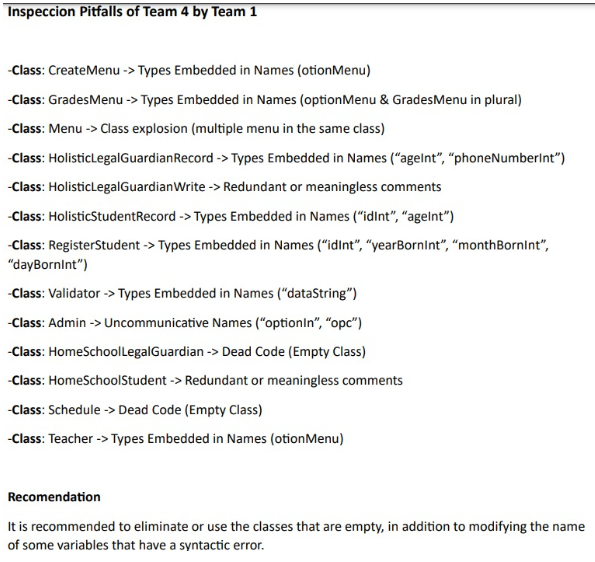 Inspeccion Pitfalls of Team 4 by Team 1
-Class: CreateMenu -> Types Embedded in Names (otionMenu)
-Class: GradesMenu -> Types Embedded in Names (optionMenu & GradesMenu in plural)
-Class: Menu -> Class explosion (multiple menu in the same class)
-Class: HolisticLegalGuardianRecord -> Types Embedded in Names (“ageInt”, “phoneNumberInt”)
-Class: HolisticLegalGuardianWrite -> Redundant or meaningless comments
-Class: HolisticStudentRecord -> Types Embedded in Names (“idInt”, “ageInt”)
-Class: RegisterStudent -> Types Embedded in Names (“idInt”, “yearBornInt”, “monthBornInt”,
“dayBornInt”)
-Class: Validator -> Types Embedded in Names (“dataString”)
-Class: Admin -> Uncommunicative Names (“optionIn”, “opc”)
-Class: HomeSchoolLegalGuardian -> Dead Code (Empty Class)
-Class: HomeSchoolStudent -> Redundant or meaningless comments
-Class: Schedule -> Dead Code (Empty Class)
-Class: Teacher -> Types Embedded in Names (otionMenu)
Recomendation
It is recommended to eliminate or use the classes that are empty, in addition to modifying the name
of some variables that have a syntactic error.